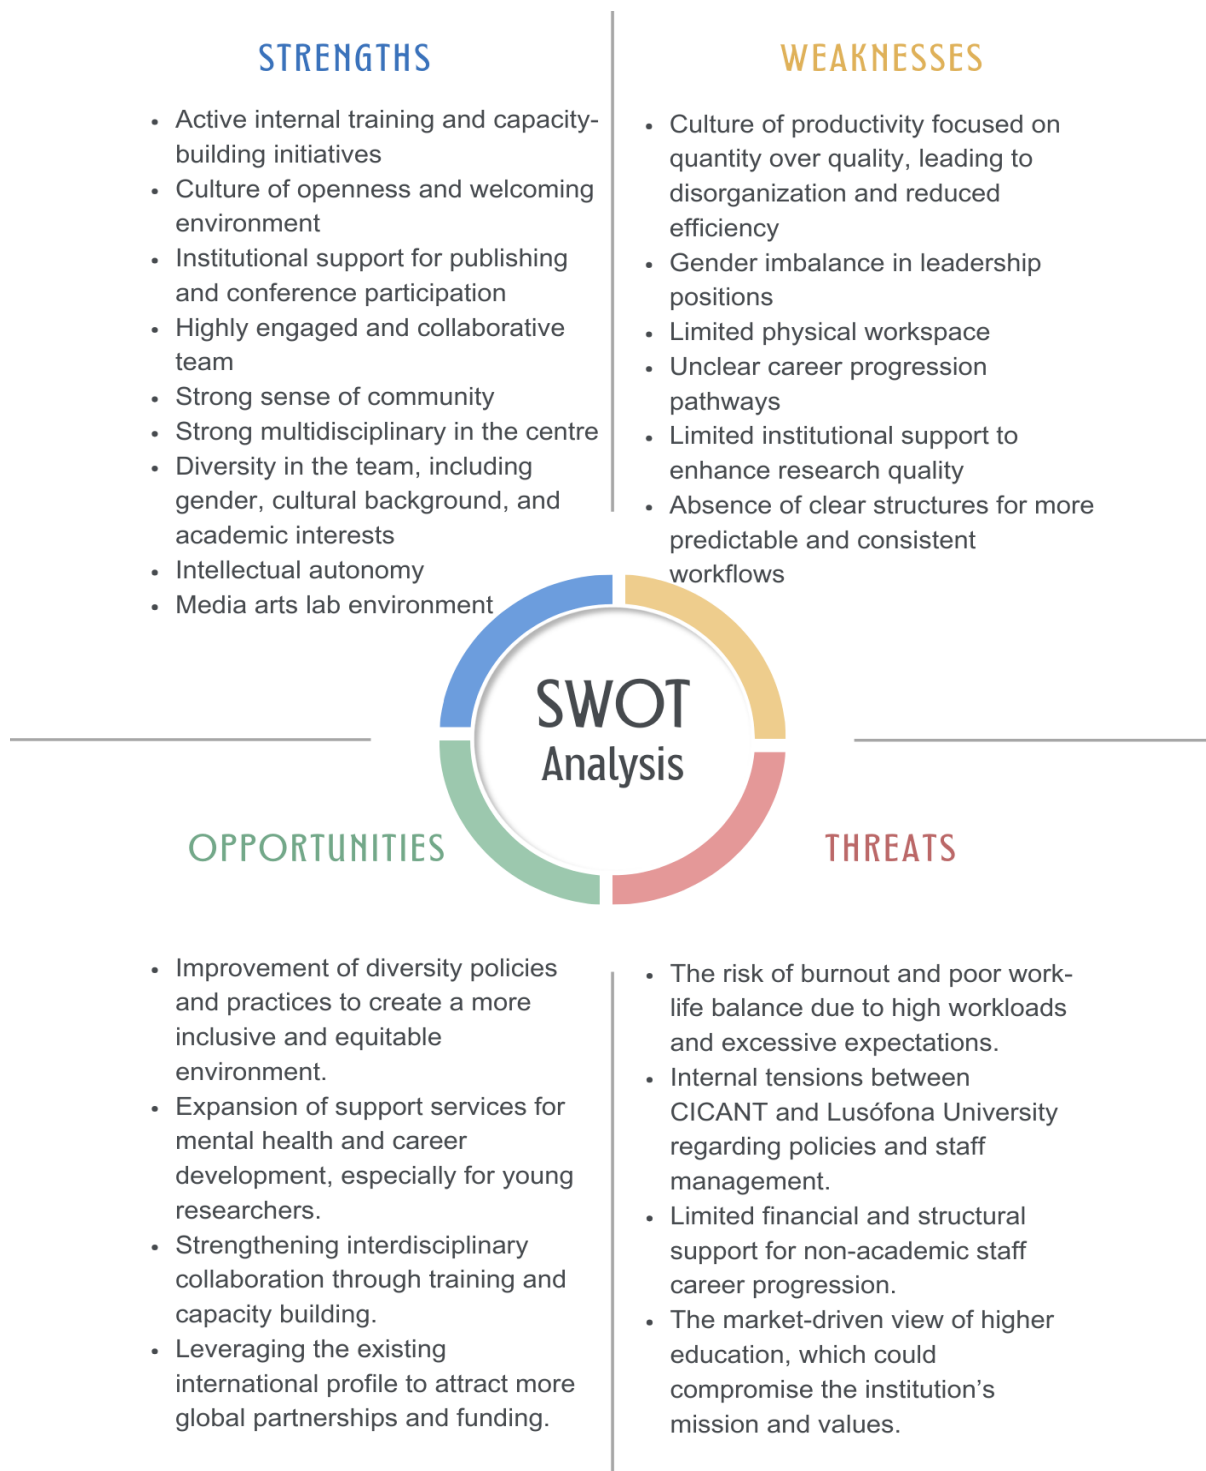 STRENGTHS
• Active internal training and capacity-
building initiatives
• Culture of openness and welcoming
environment
• Institutional support for publishing
and conference participation
• Highly engaged and collaborative
team
• Strong sense of community
• Strong multidisciplinary in the centre
• Diversity in the team, including
gender, cultural background, and
academic interests
• Intellectual autonomy
• Media arts lab environment
WEAKNESSES
• Culture of productivity focused on
quantity over quality, leading to
disorganization and reduced
efficiency
• Gender imbalance in leadership
positions
• Limited physical workspace
• Unclear career progression
pathways
• Limited institutional support to
enhance research quality
• Absence of clear structures for more
predictable and consistent
workflows
SWOT
Analysis
OPPORTUNITIES
• Improvement of diversity policies
and practices to create a more
inclusive and equitable
environment.
• Expansion of support services for
mental health and career
development, especially for young
researchers.
• Strengthening interdisciplinary
collaboration through training and
capacity building.
• Leveraging the existing
international profile to attract more
global partnerships and funding.
THREATS
• The risk of burnout and poor work-
life balance due to high workloads
and excessive expectations.
• Internal tensions between
CICANT and Lusófona University
regarding policies and staff
management.
• Limited financial and structural
support for non-academic staff
career progression.
• The market-driven view of higher
education, which could
compromise the institution’s
mission and values.